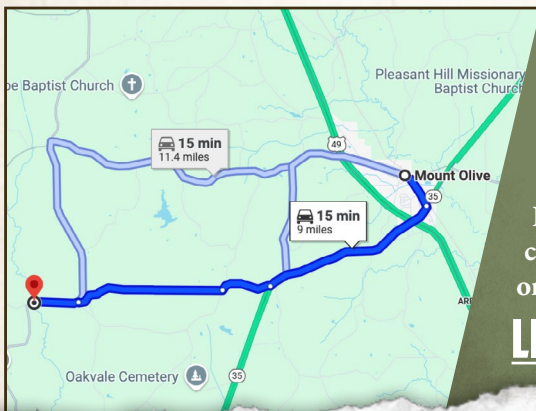 pe Baptist Church
Pleasant Hill Missionary
Baptist Church
15 min
11.4 miles
49
Mount Olive
35
15 min
9 miles
Oakvale Cemetery
35